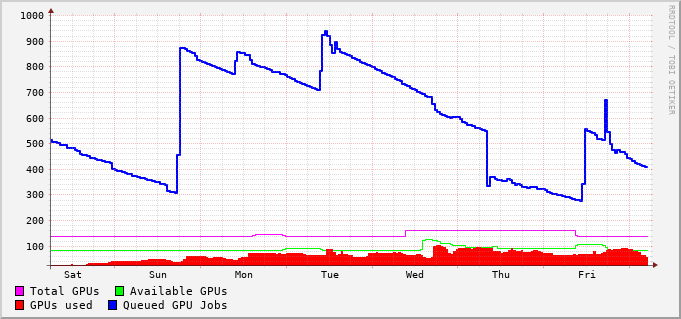 1000
900
800
700
600
500
400
300
200
100
Sat Sun Mon Tue Wed Thu Fri
Total GPUs Available GPUs
GPUs used Queued GPU Jobs
RRDTOOL / TOBI OETIKER